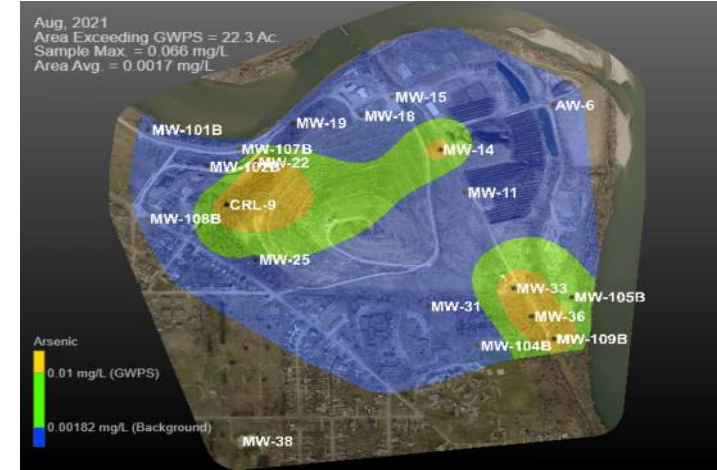 Aug, 2021
Area Exceeding GWPS = 22.3 Ac.
Sample Max. = 0.066 mg/L
Area Avg. = 0.0017 mg/L
MW-15
AW-6
MW-18
MW-19
MW-101B
MW-107B
MW-14
MW-22
MW-102B
MW-11
CRL-9
MW-108B
MW-25
MW-33
MW-105B
MW-31
MW-36
MW-109B
MW-104B
Arsenic
0.01 mg/L (GWPS)
0.00182 mg/L (Background)
MW-38